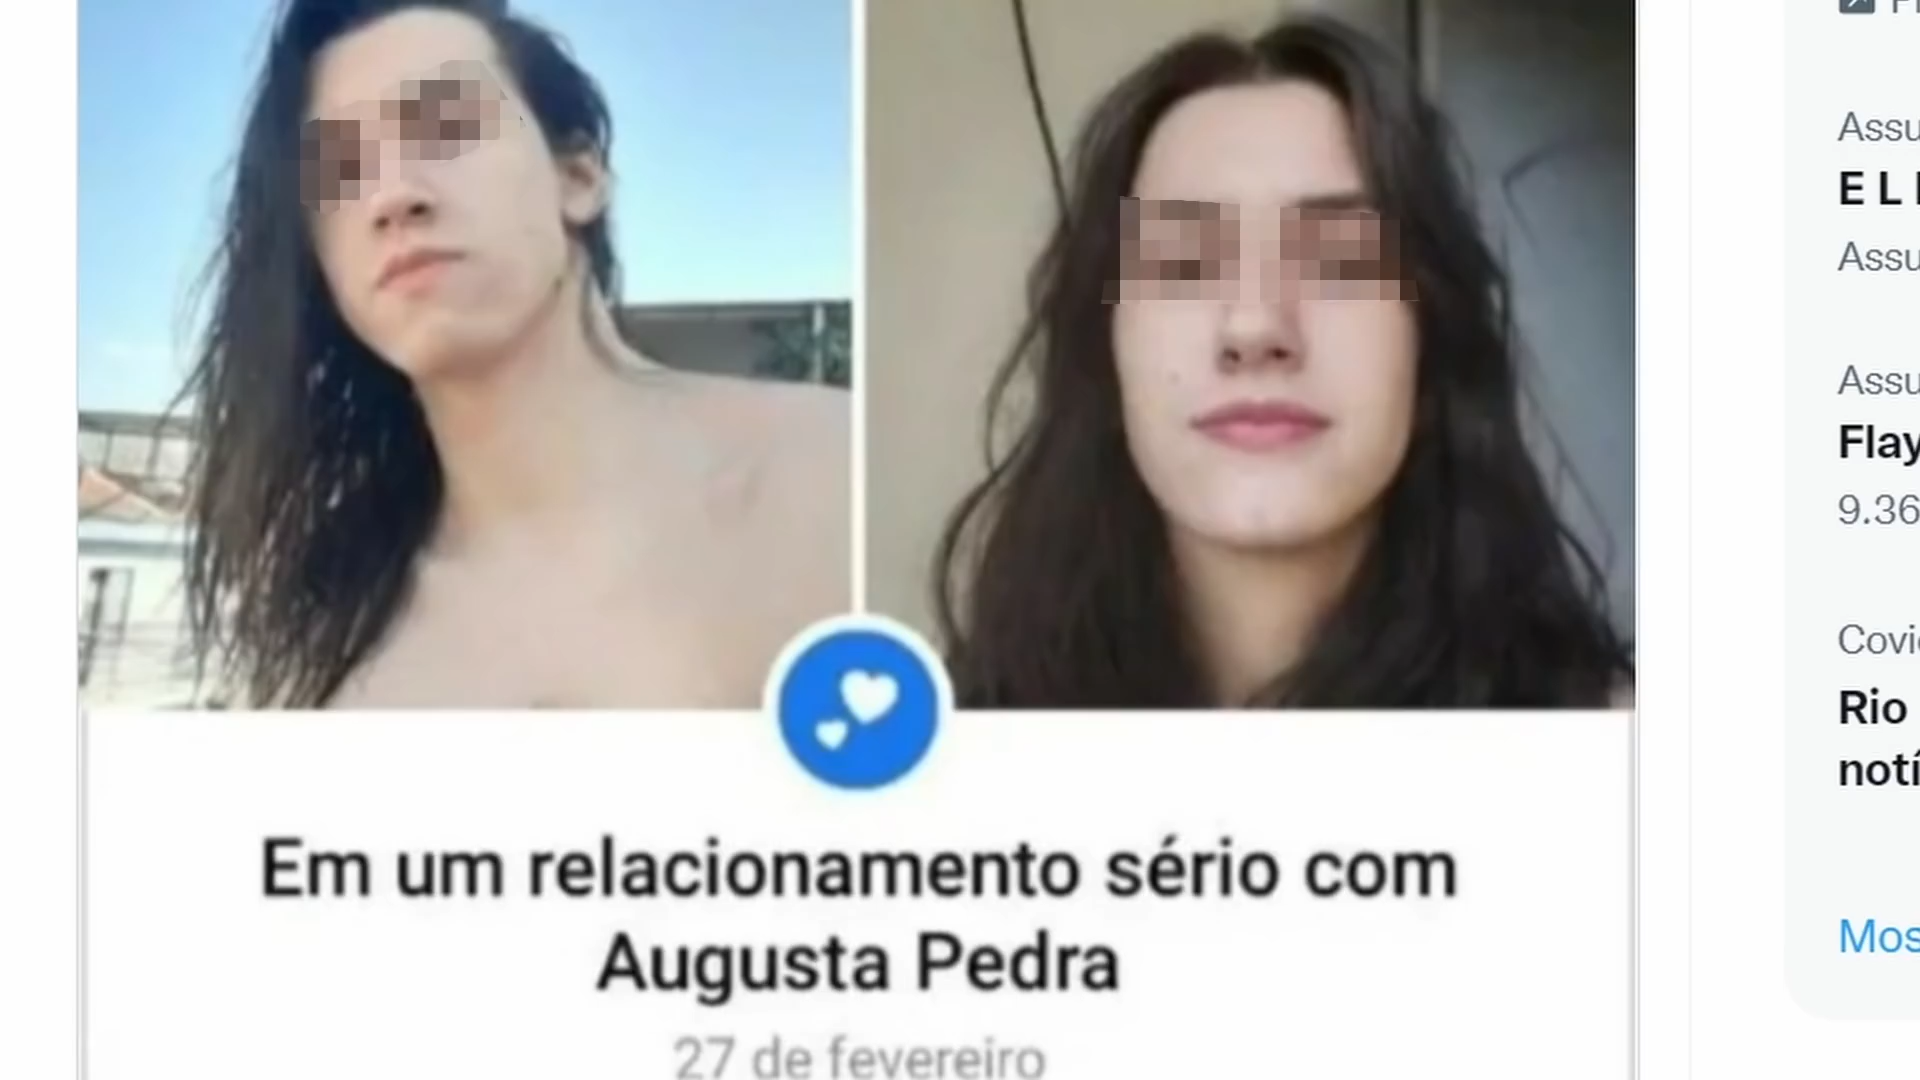 Em um relacionamento sério com
Augusta Pedra
27 de fevereiro
Assu
E L
Assu
Assu
Flay
9.36
Covi
Rio
notí
Mos